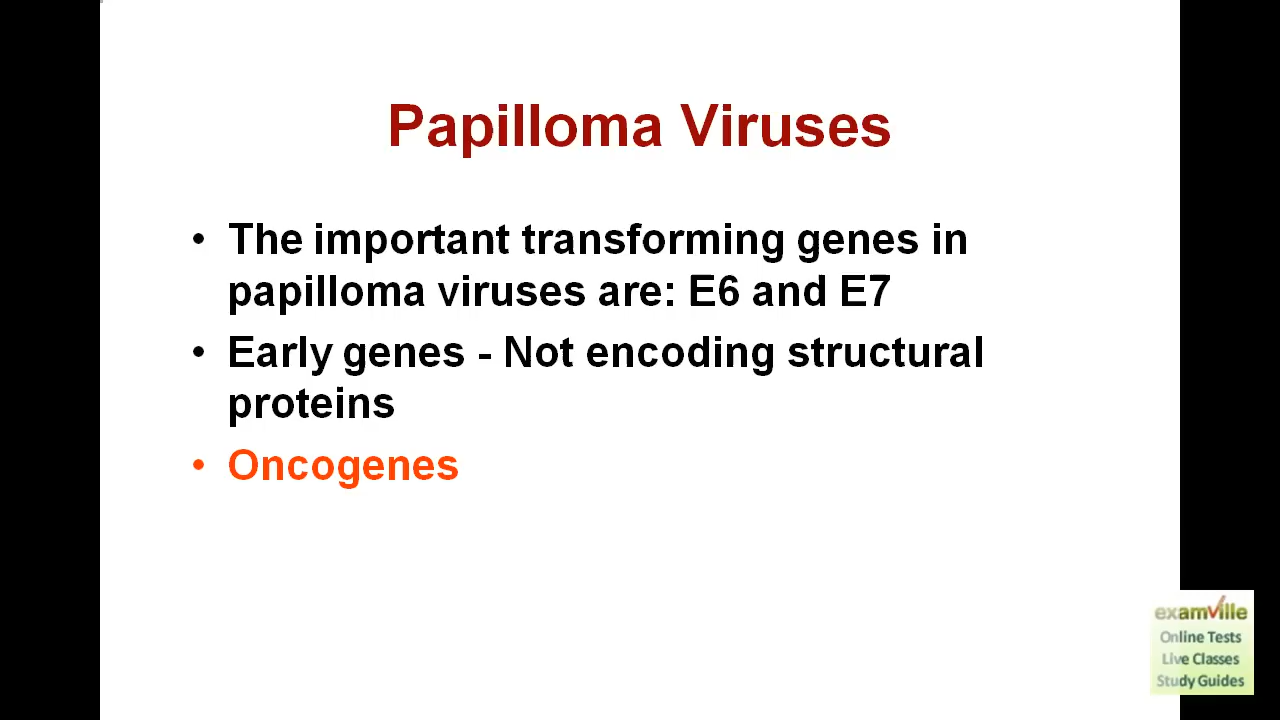 Papilloma Viruses
• The important transforming genes in
papilloma viruses are: E6 and E7
• Early genes - Not encoding structural
proteins
• Oncogenes
examville
Online Tests
Live Classes
Study Guides